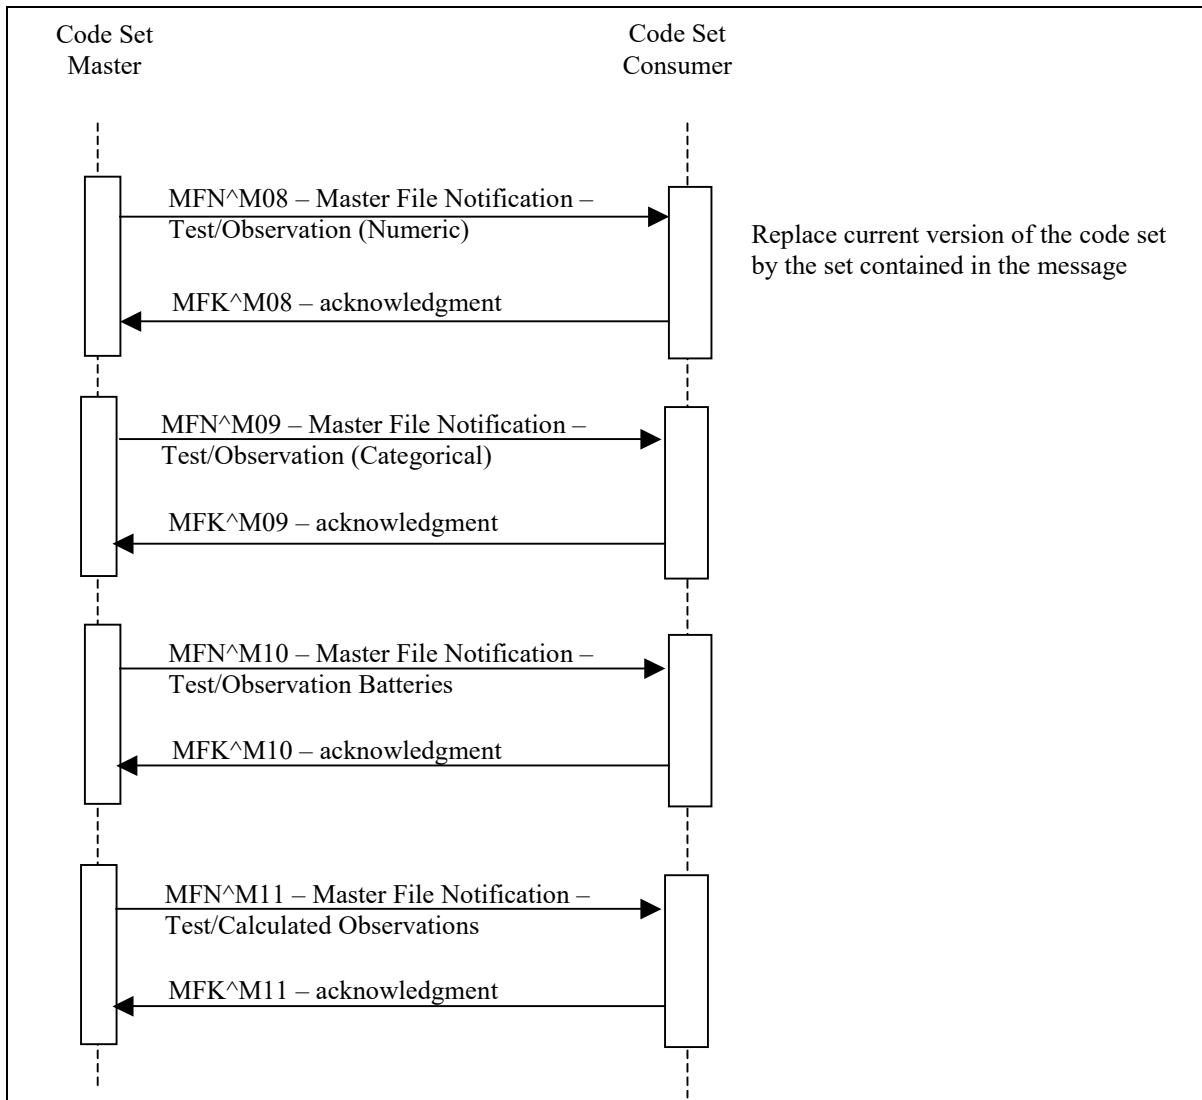 Code Set
Master
Code Set
Consumer
MFN^M08 – Master File Notification –
Test/Observation (Numeric)
Replace current version of the code set
by the set contained in the message
MFK^M08 – acknowledgment
MFN^M09 – Master File Notification –
Test/Observation (Categorical)
MFK^M09 – acknowledgment
MFN^M10 – Master File Notification –
Test/Observation Batteries
MFK^M10 – acknowledgment
MFN^M11 – Master File Notification –
Test/Calculated Observations
MFK^M11 – acknowledgment